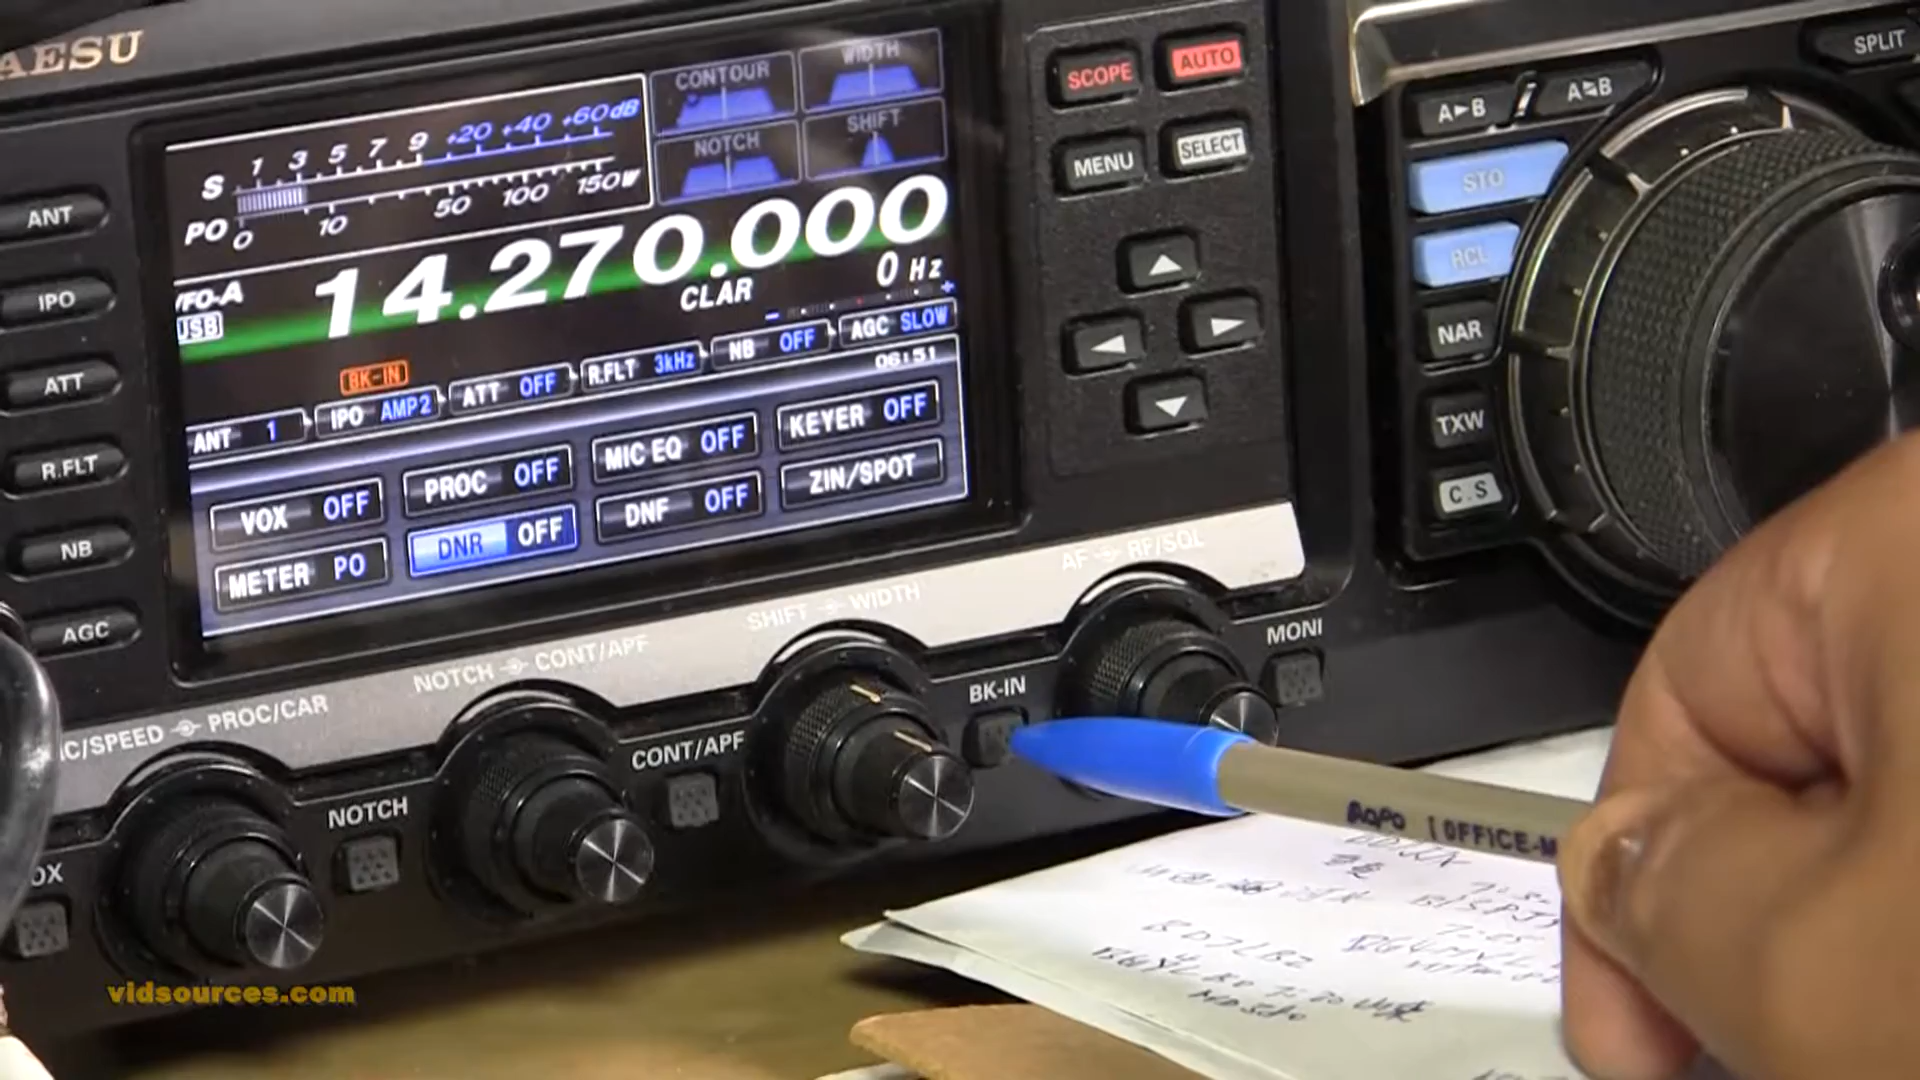 AESU
S 1 3 5 7 9 +20 +40 +60dB
PO 0 10 50 100 150W
CONTOUR
WIDTH
NOTCH
SHIFT
VFO-A
USB
14.270.000
CLAR 0 Hz
BK-IN
ANT 1
IPO AMP2
ATT OFF
R.FLT 3kHz
NB OFF
AGC SLOW
06:51
VOX OFF
PROC OFF
MIC EQ OFF
KEYER OFF
METER PO
DNR OFF
DNF OFF
ZIN/SPOT
ANT
IPO
ATT
R.FLT
NB
AGC
SCOPE
AUTO
MENU
SELECT
A►B
SPLIT
STO
RCL
NAR
TXW
C.S
C/SPEED PROC/CAR
NOTCH CONT/APF
SHIFT WIDTH
AF RF/SQL
OX
NOTCH
CONT/APF
BK-IN
MONI
[OFFICE-M
BD7LBZ
vidsources.com